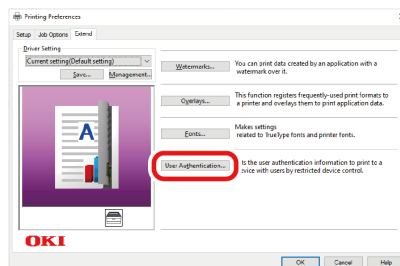 Printing Preferences
Setup Job Options Extend
Driver Setting
Current setting(Default setting)
Save... Management...
Watermarks...
You can print data created by an application with a
watermark over it.
Overlays...
This function registers frequently-used print formats to
a printer and overlays them to print application data.
Fonts...
Makes settings
related to TrueType fonts and printer fonts.
User Authentication...
ls the user authentication information to print to a
vice with users by restricted device control.
A
OKI
OK Cancel Help